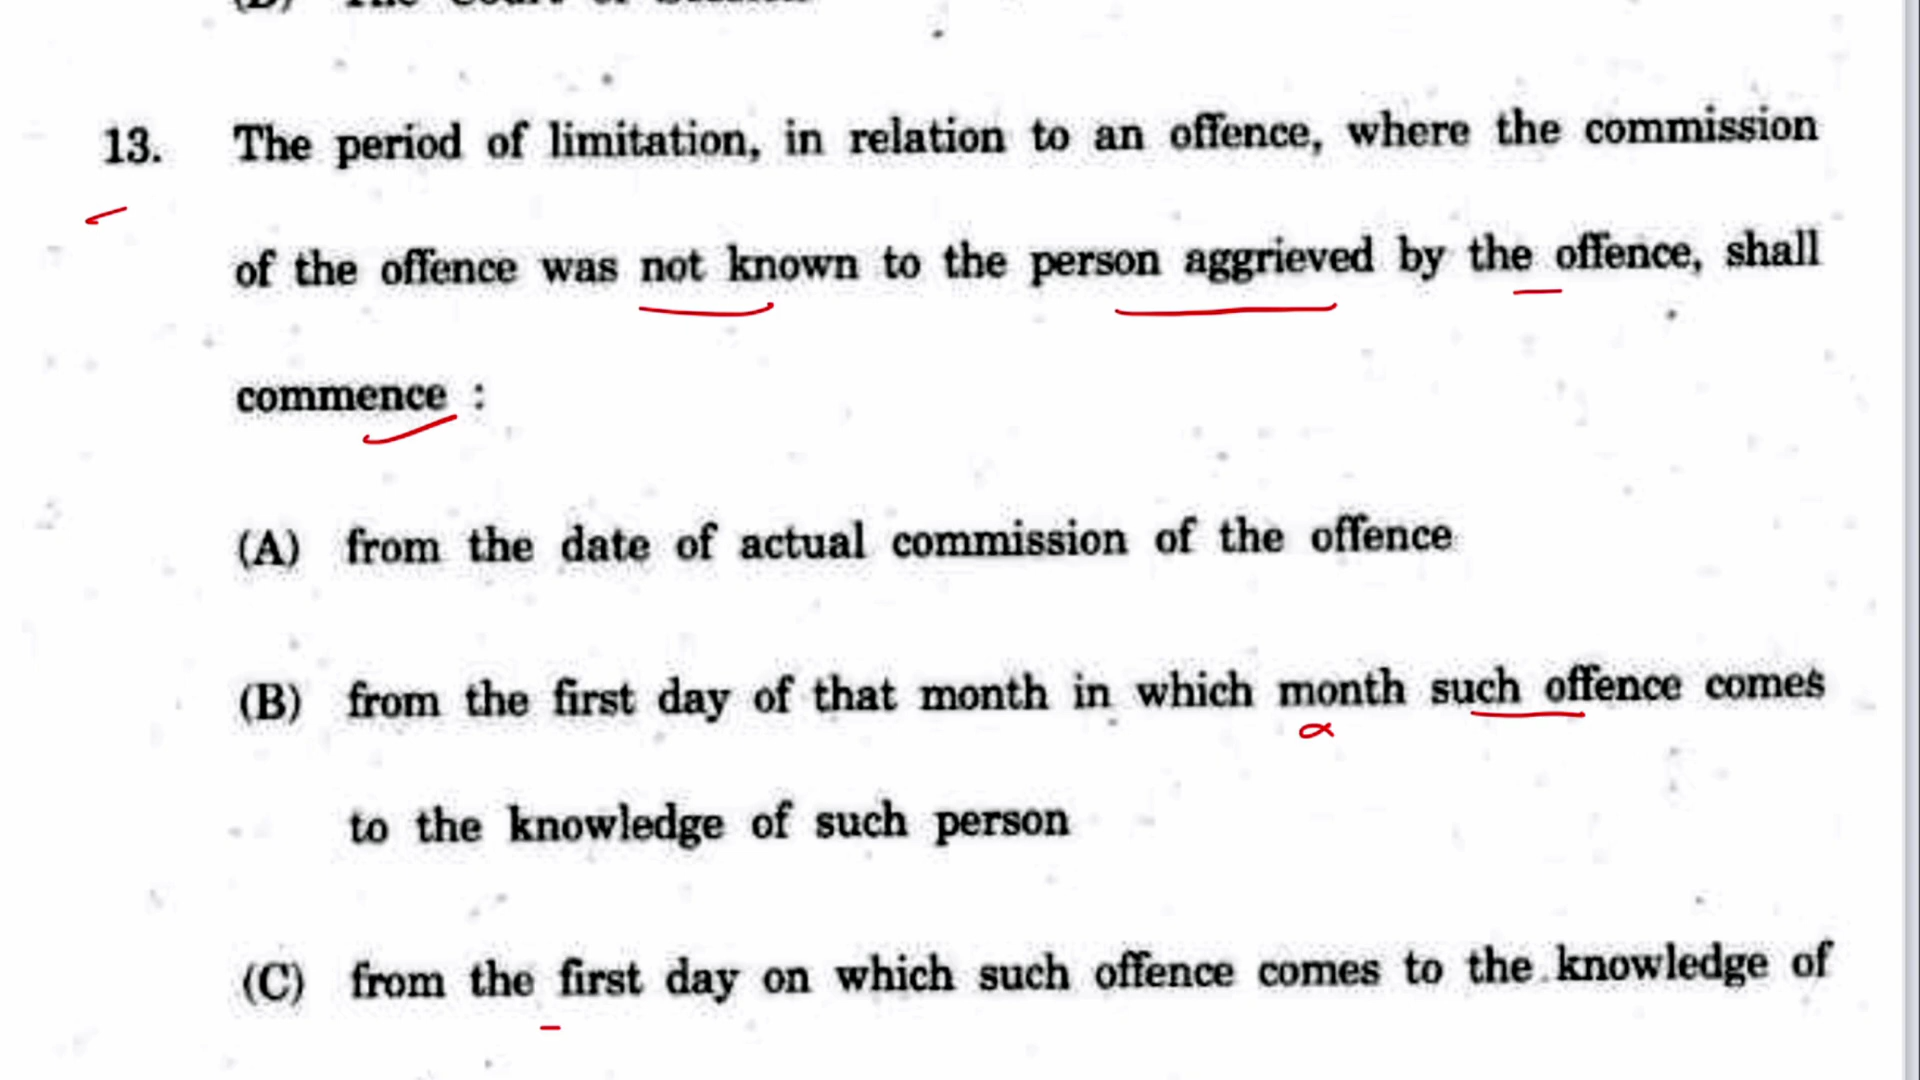 13. The period of limitation, in relation to an offence, where the commission
of the offence was not known to the person aggrieved by the offence, shall
commence :
(A) from the date of actual commission of the offence
(B) from the first day of that month in which month such offence comes
to the knowledge of such person
(C) from the first day on which such offence comes to the knowledge of